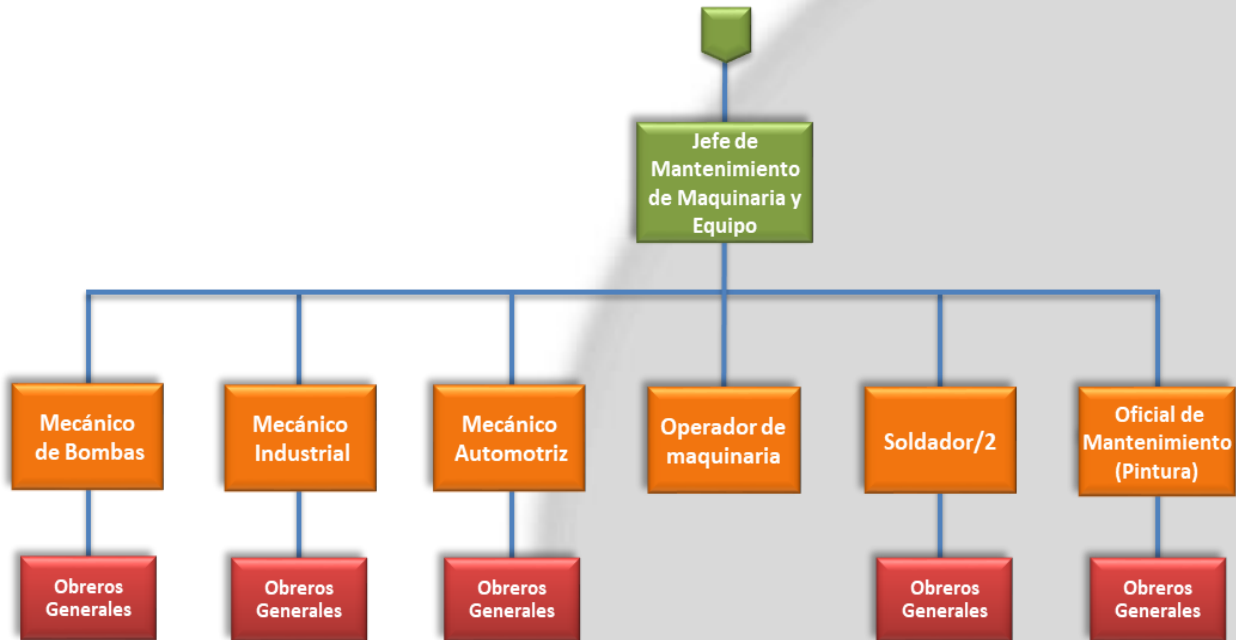 Jefe de
Mantenimiento
de Maquinaria y
Equipo
Mecánico
de Bombas
Mecánico
Industrial
Mecánico
Automotriz
Operador de
maquinaria
Soldador/2
Oficial de
Mantenimiento
(Pintura)
Obreros
Generales
Obreros
Generales
Obreros
Generales
Obreros
Generales
Obreros
Generales